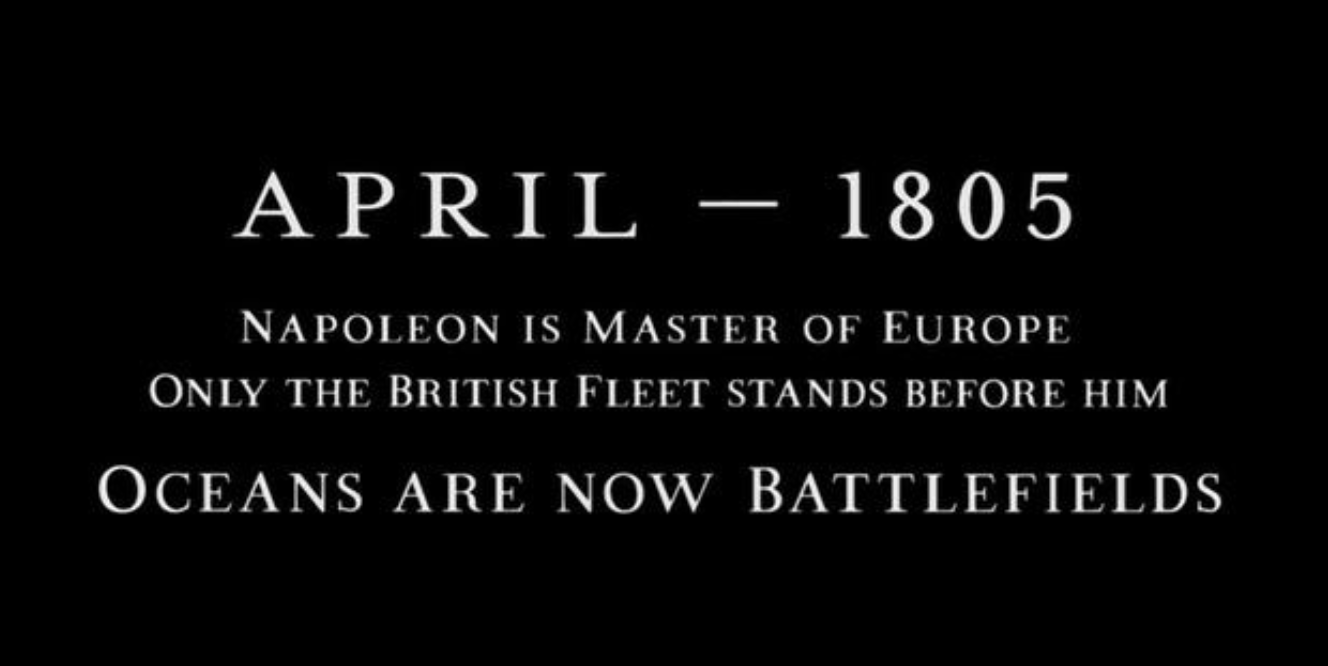 APRIL — 1805
NAPOLEON IS MASTER OF EUROPE
ONLY THE BRITISH FLEET STANDS BEFORE HIM
OCEANS ARE NOW BATTLEFIELDS